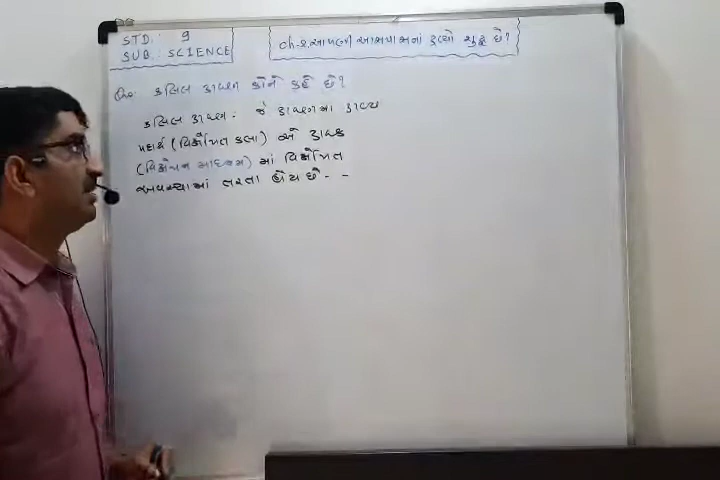 STD : 9
SUB : SCIENCE
ch-2. આપણી આસપાસનાં દ્રવ્યો શુદ્ધ છે?
કલિલ દ્રાવણ કોને કહે છે?
કલિલ દ્રાવણ : જે દ્રાવણમાં દ્રાવ્ય
પદાર્થ (વિક્ષેપિત કલા) એ દ્રાવક
(વિક્ષેપન માધ્યમ) માં વિક્ષેપિત
અવસ્થામાં તરતા હોય છે. -